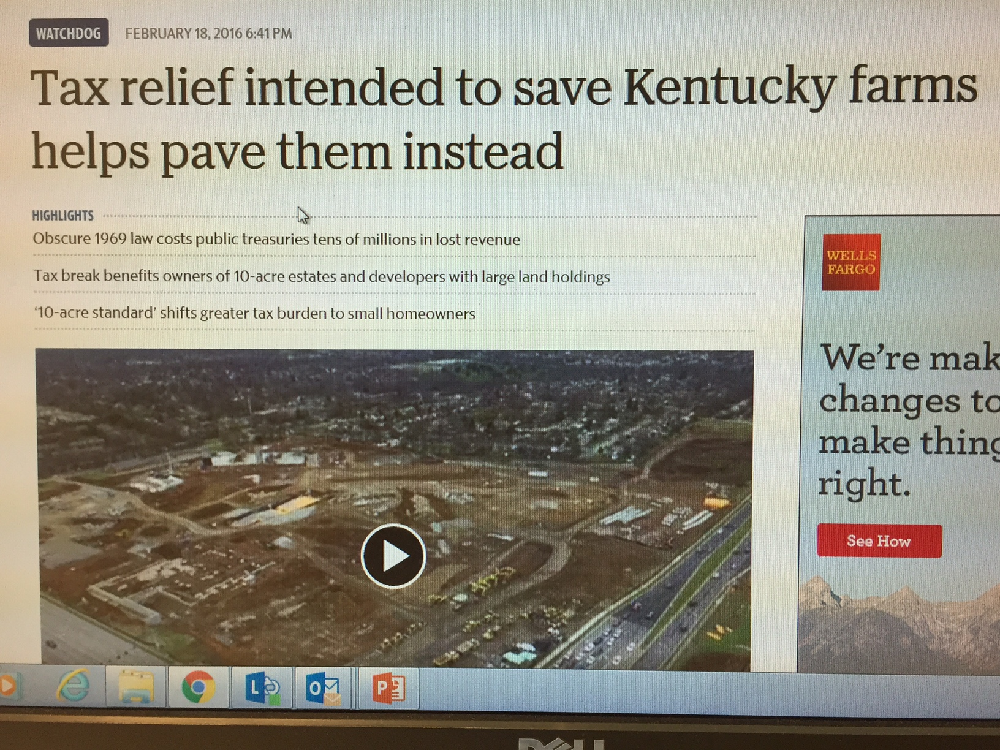 WATCHDOG FEBRUARY 18, 2016 6:41 PM
Tax relief intended to save Kentucky farms
helps pave them instead
HIGHLIGHTS
Obscure 1969 law costs public treasuries tens of millions in lost revenue
Tax break benefits owners of 10-acre estates and developers with large land holdings
‘10-acre standard’ shifts greater tax burden to small homeowners
WELLS
FARGO
We’re mak
changes to
make thing
right.
See How
L
O
P
DELL